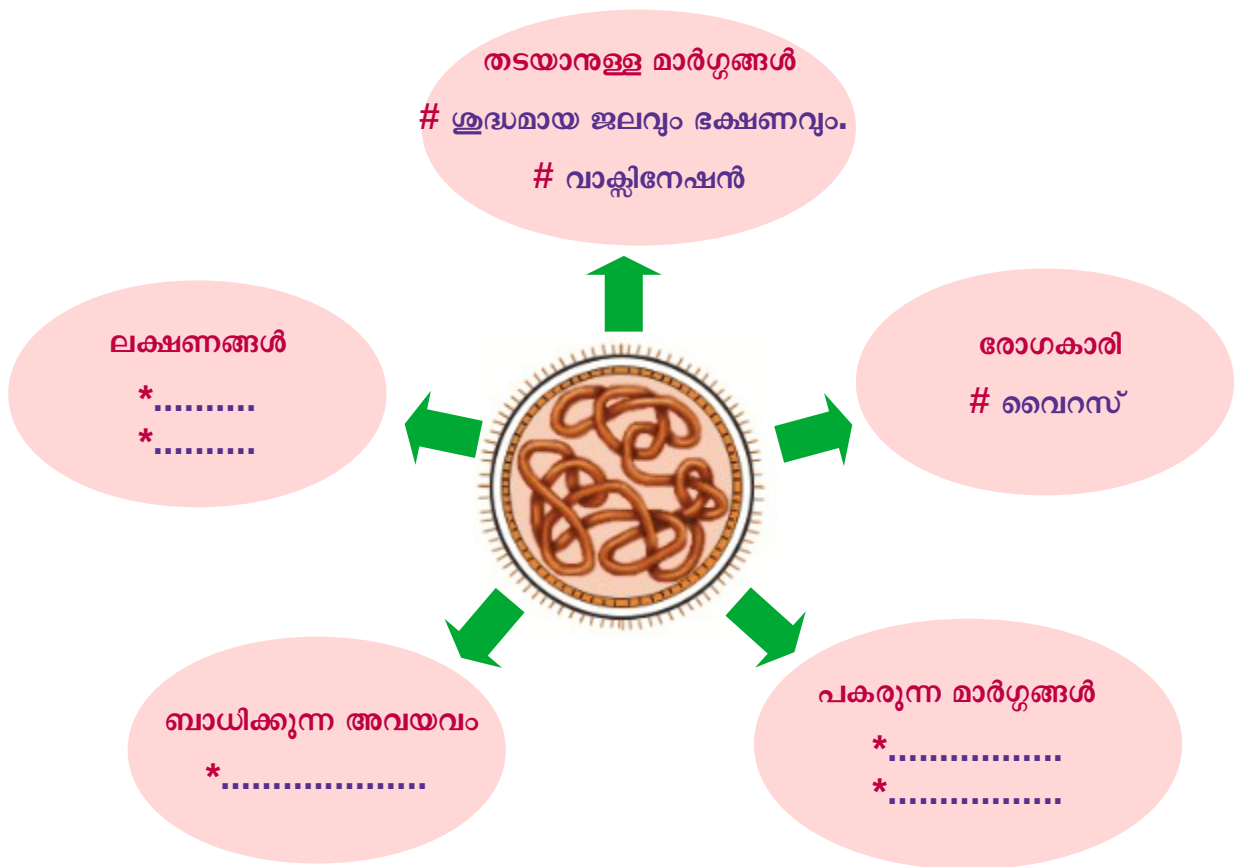 തടയാനുള്ള മാർഗ്ഗങ്ങൾ
# ശുദ്ധമായ ജലവും ഭക്ഷണവും.
# വാക്സിനേഷൻ
ലക്ഷണങ്ങൾ
*..........
*..........
രോഗകാരി
# വൈറസ്
ബാധിക്കുന്ന അവയവം
*....................
പകരുന്ന മാർഗ്ഗങ്ങൾ
*.................
*.................